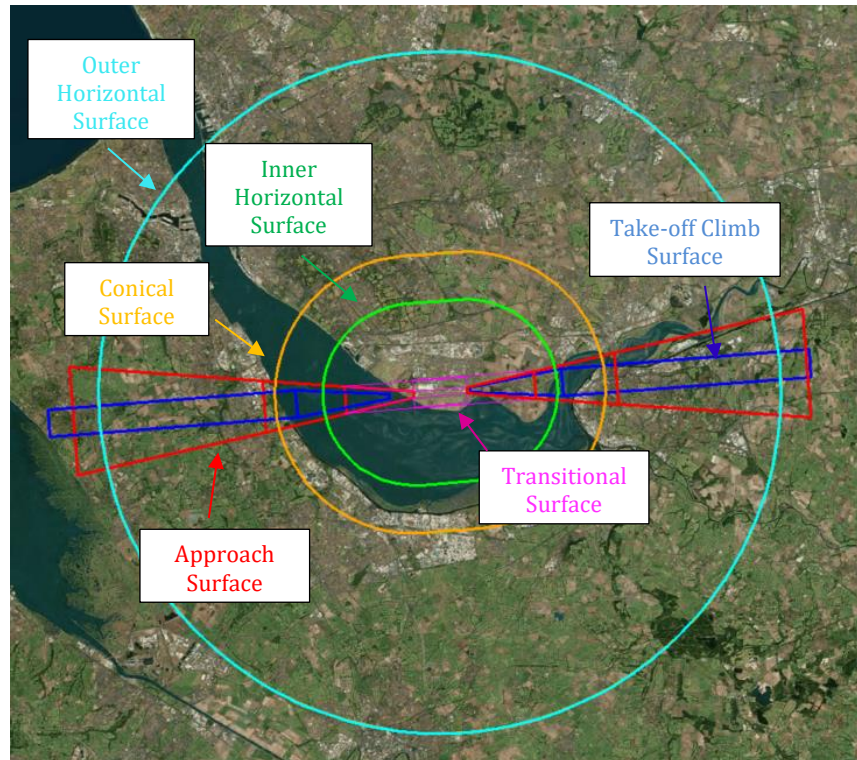 Outer
Horizontal
Surface
Inner
Horizontal
Surface
Take-off Climb
Surface
Conical
Surface
Transitional
Surface
Approach
Surface